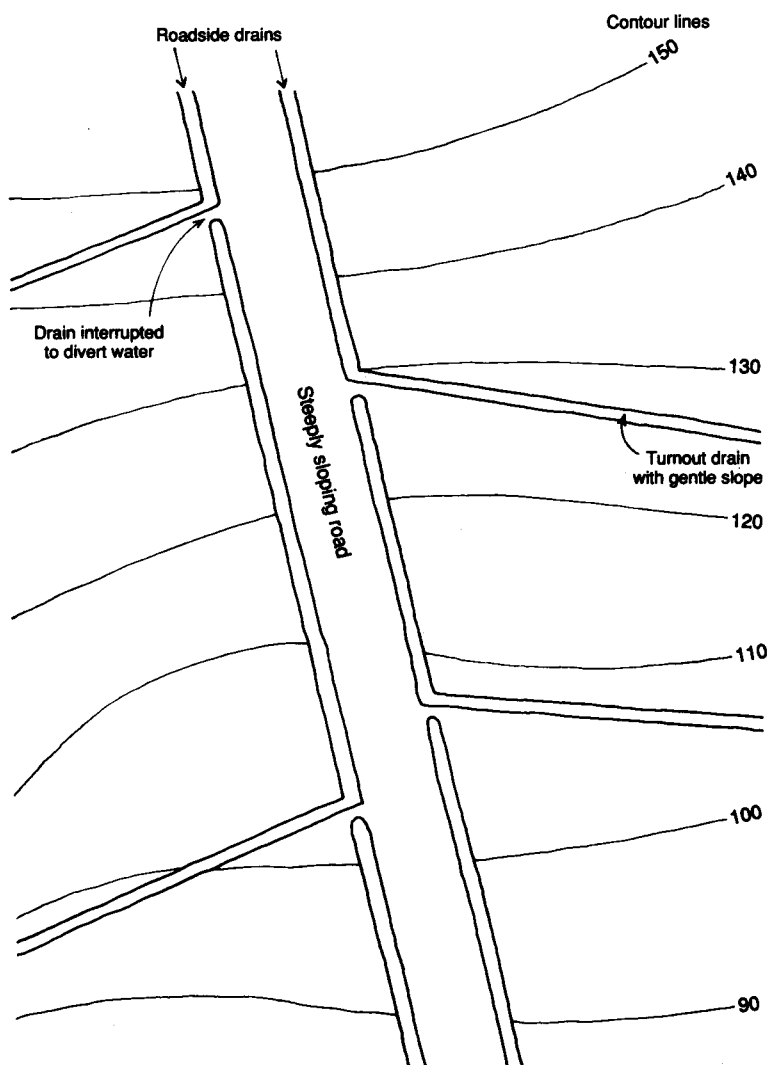 Roadside drains
Contour lines
150
140
Drain interrupted
to divert water
130
Steeply sloping road
Turnout drain
with gentle slope
120
110
100
90